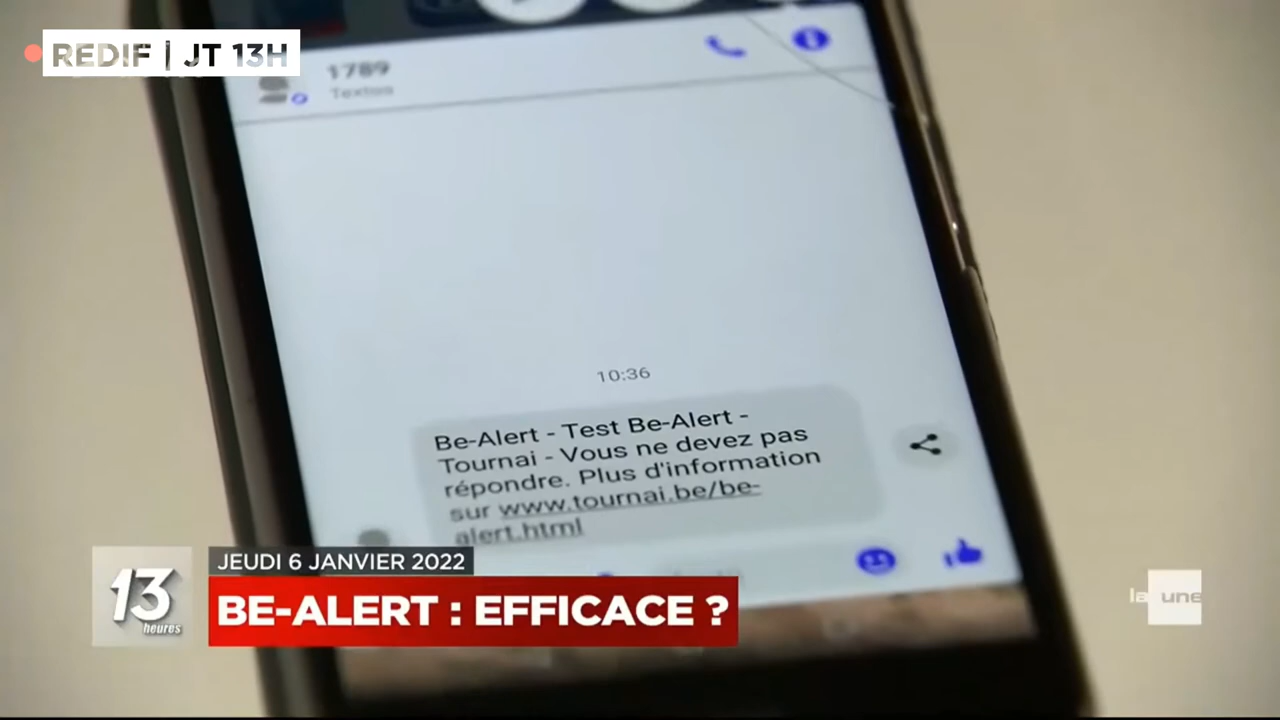 REDIF | JT 13H
1789
Textos
10:36
Be-Alert - Test Be-Alert -
Tournai - Vous ne devez pas
répondre. Plus d'information
sur www.tournai.be/be-
alert.html
13
heures
JEUDI 6 JANVIER 2022
BE-ALERT : EFFICACE ?
la une